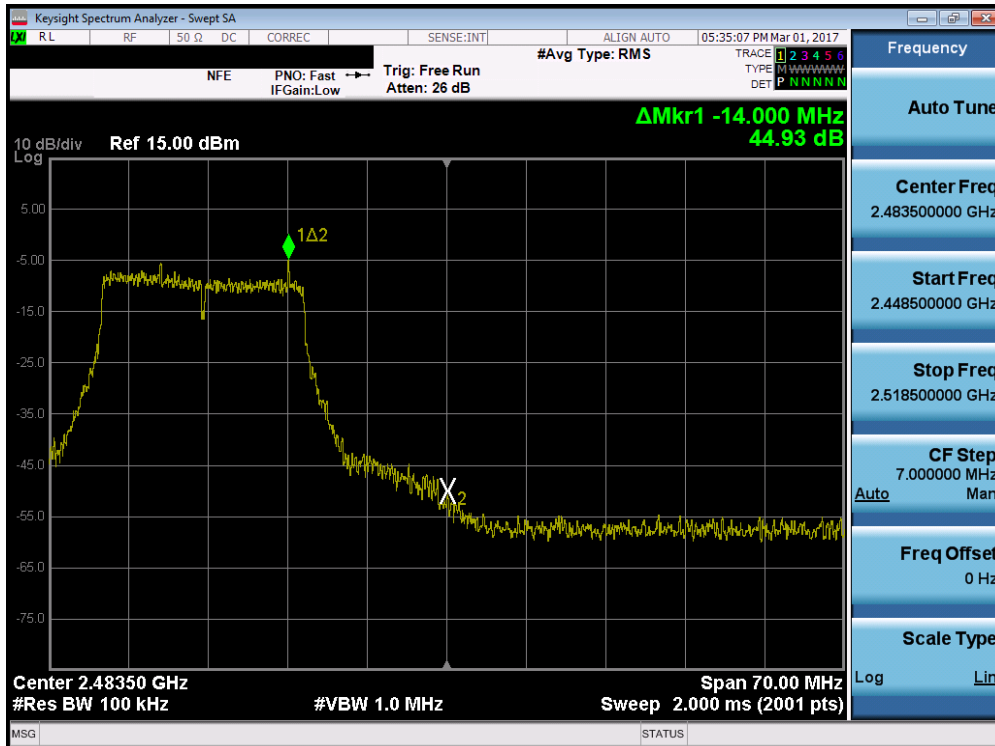 Keysight Spectrum Analyzer - Swept SA
LXI RL RF 50 Ω DC CORREC SENSE:INT ALIGN AUTO 05:35:07 PM Mar 01, 2017
NFE PNO: Fast Trig: Free Run #Avg Type: RMS TRACE 1 2 3 4 5 6
IFGain:Low Atten: 26 dB TYPE M WWWWW
DET P N N N N N
Frequency
Auto Tune
ΔMkr1 -14.000 MHz
44.93 dB
10 dB/div Ref 15.00 dBm
Log
5.00
-5.00
-15.0
-25.0
-35.0
-45.0
-55.0
-65.0
-75.0
1Δ2
X2
Center Freq
2.483500000 GHz
Start Freq
2.448500000 GHz
Stop Freq
2.518500000 GHz
CF Step
7.000000 MHz
Auto Man
Freq Offset
0 Hz
Scale Type
Log Lin
Center 2.48350 GHz Span 70.00 MHz
#Res BW 100 kHz #VBW 1.0 MHz Sweep 2.000 ms (2001 pts)
MSG STATUS